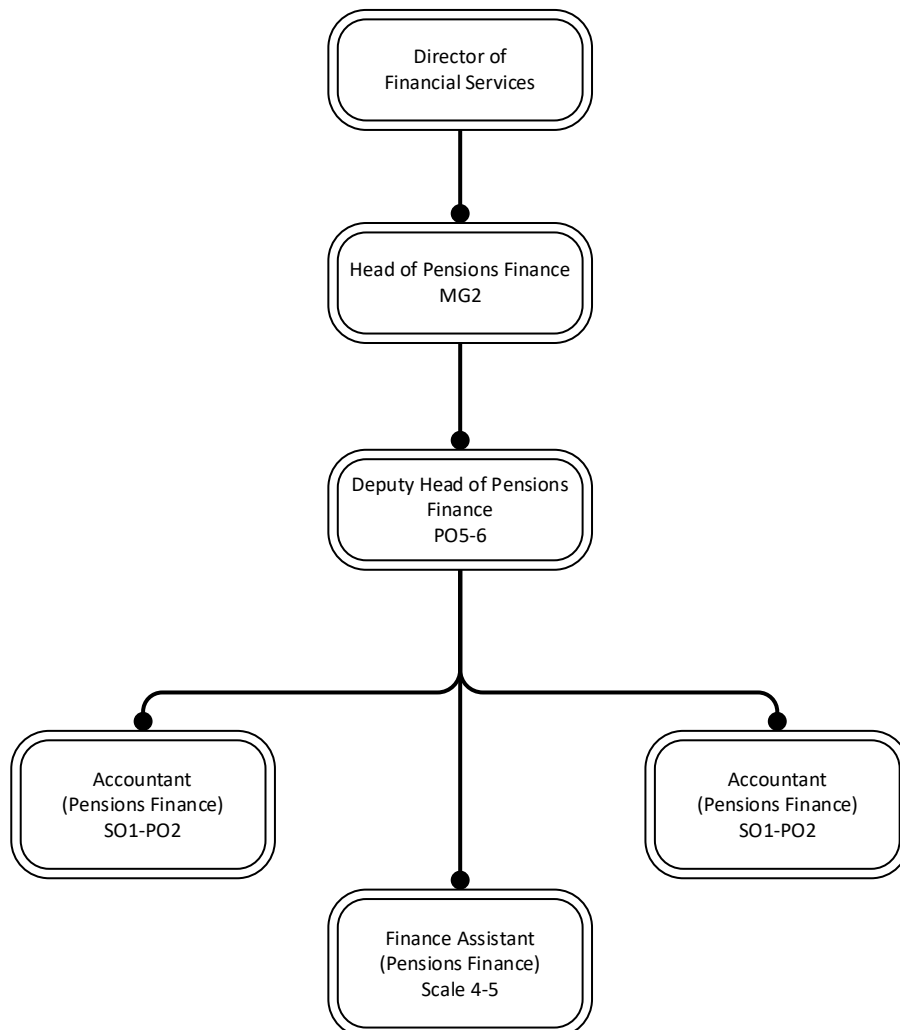 Director of
Financial Services
Head of Pensions Finance
MG2
Deputy Head of Pensions
Finance
PO5-6
Accountant
(Pensions Finance)
SO1-PO2
Accountant
(Pensions Finance)
SO1-PO2
Finance Assistant
(Pensions Finance)
Scale 4-5